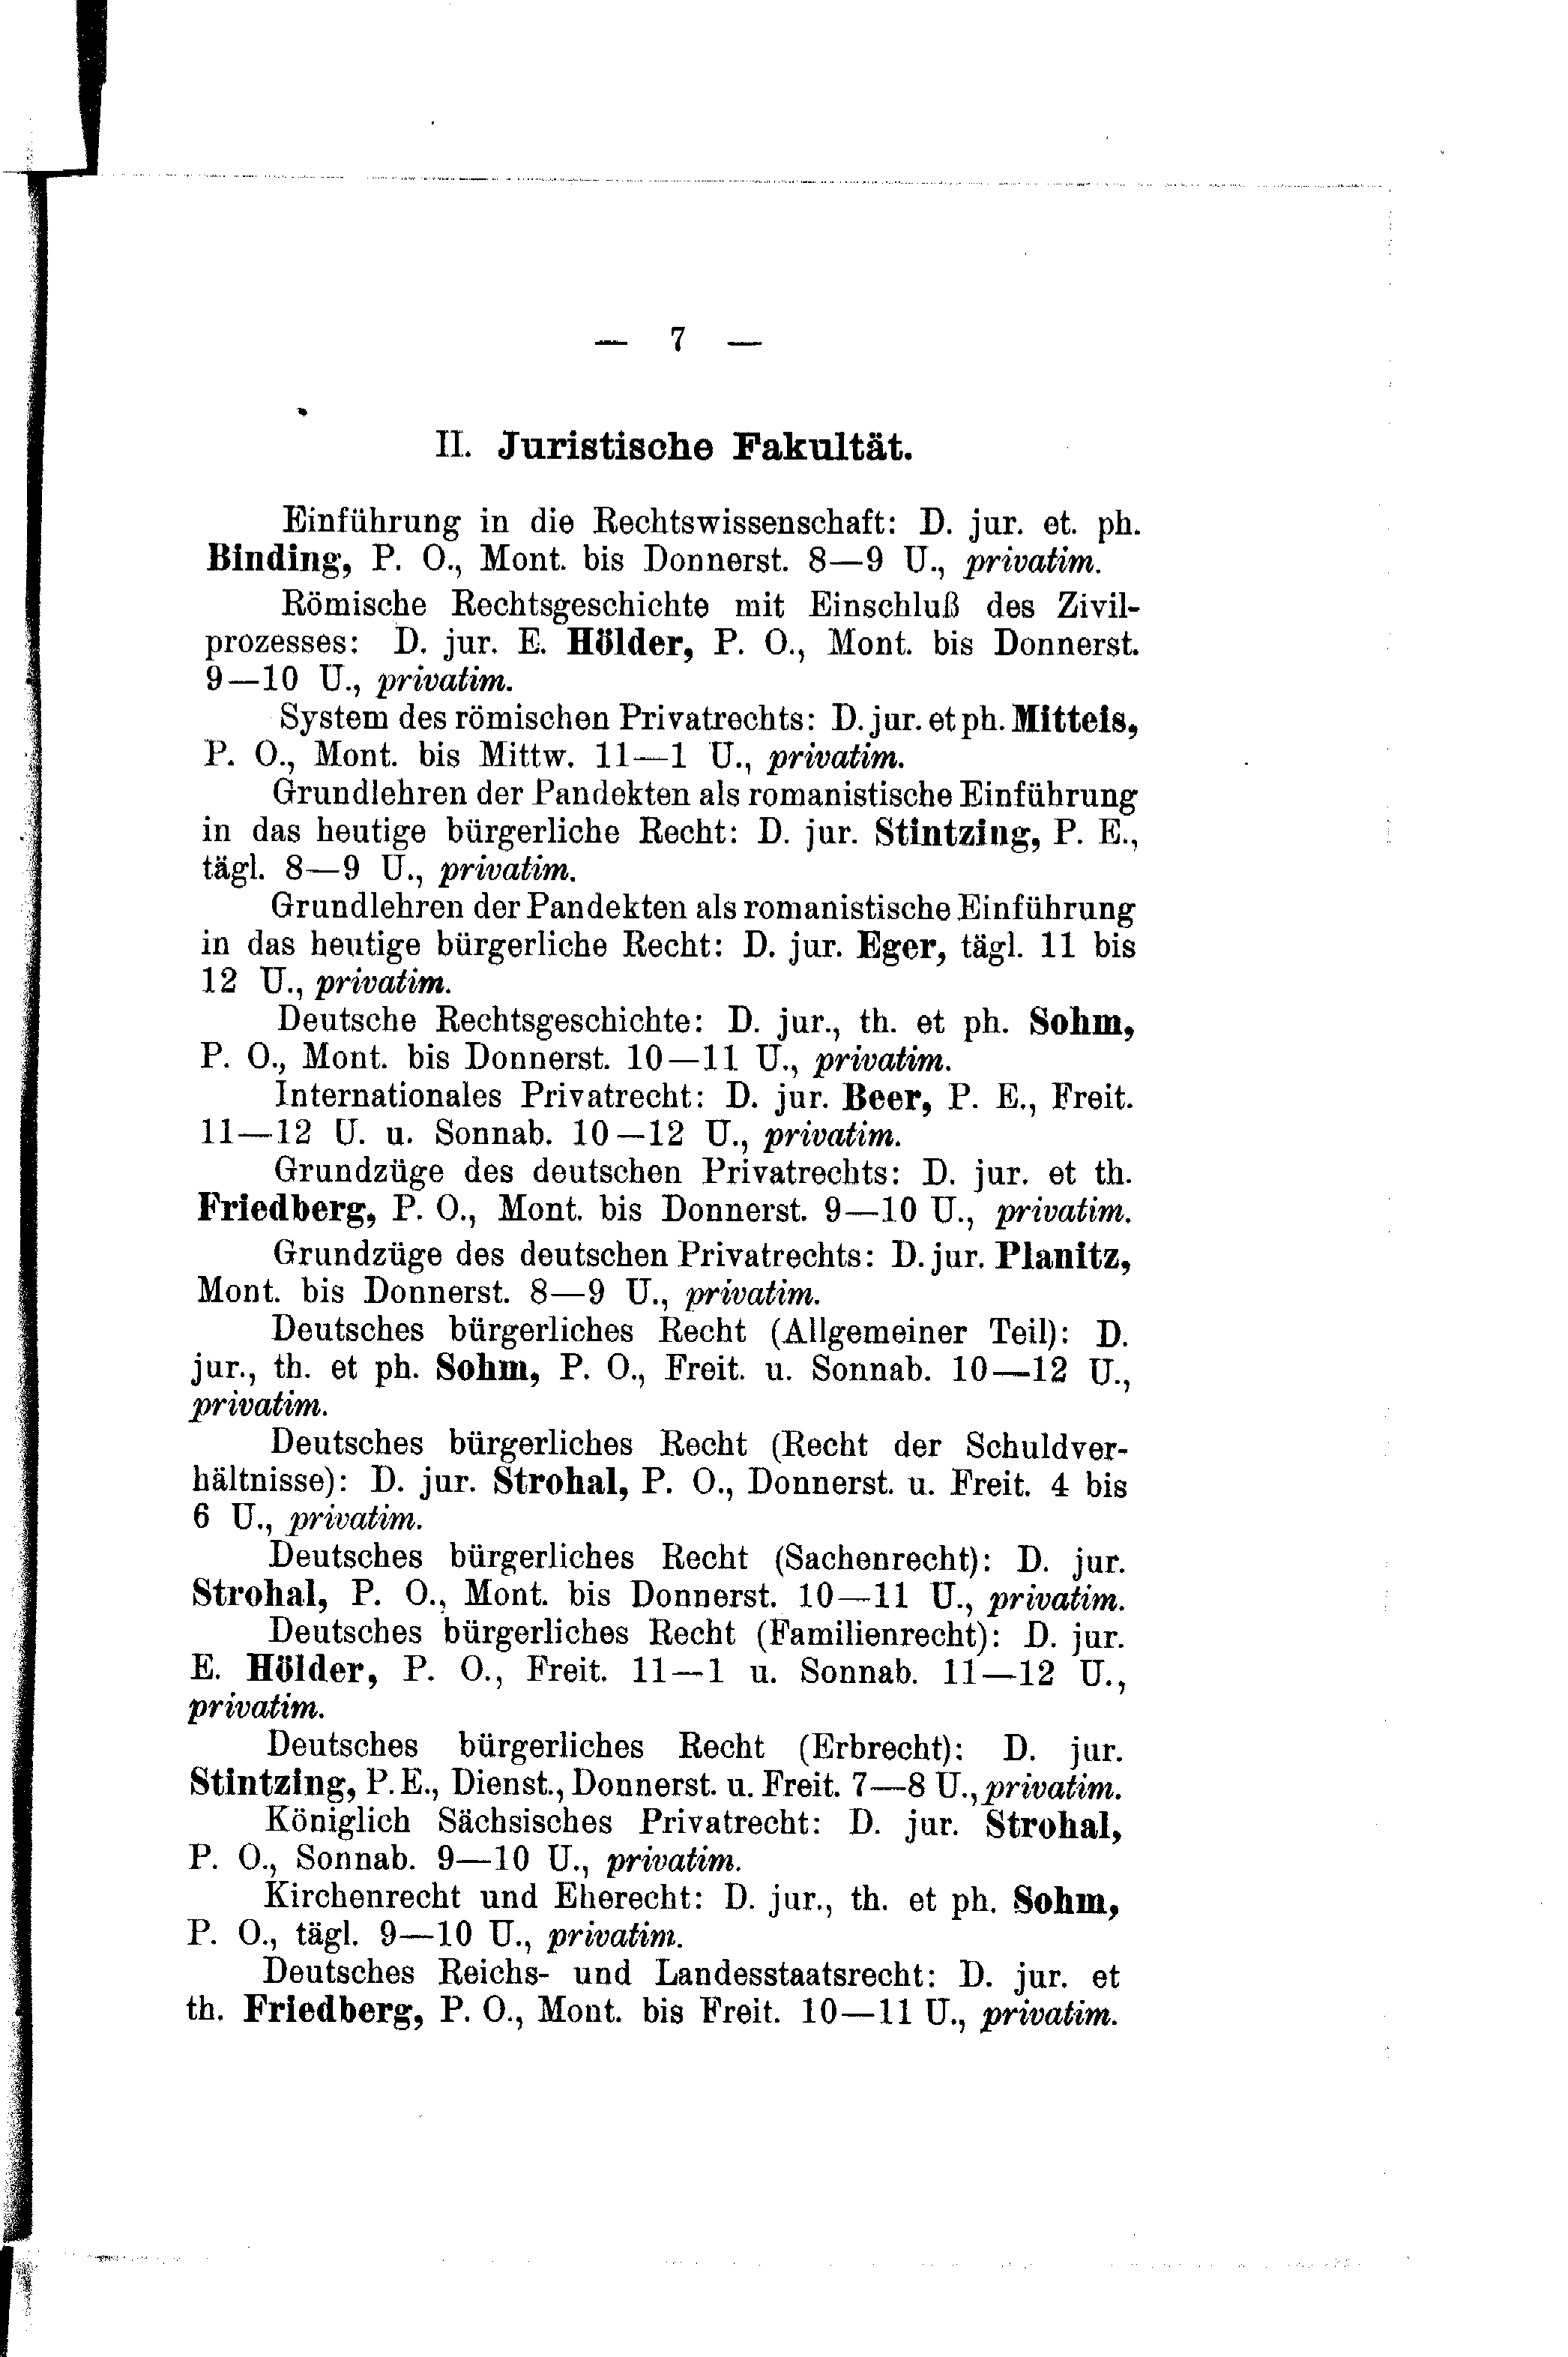 — 7 —
II. Juristische Fakultät.
Einführung in die Rechtswissenschaft: D. jur. et. ph.
Binding, P. O., Mont. bis Donnerst. 8—9 U., privatim.
Römische Rechtsgeschichte mit Einschluß des Zivil-
prozesses: D. jur. E. Hölder, P. O., Mont. bis Donnerst.
9—10 U., privatim.
System des römischen Privatrechts: D. jur. et ph. Mitteis,
P. O., Mont. bis Mittw. 11—1 U., privatim.
Grundlehren der Pandekten als romanistische Einführung
in das heutige bürgerliche Recht: D. jur. Stintzing, P. E.,
tägl. 8—9 U., privatim.
Grundlehren der Pandekten als romanistische Einführung
in das heutige bürgerliche Recht: D. jur. Eger, tägl. 11 bis
12 U., privatim.
Deutsche Rechtsgeschichte: D. jur., th. et ph. Sohm,
P. O., Mont. bis Donnerst. 10—11 U., privatim.
Internationales Privatrecht: D. jur. Beer, P. E., Freit.
11—12 U. u. Sonnab. 10—12 U., privatim.
Grundzüge des deutschen Privatrechts: D. jur. et th.
Friedberg, P. O., Mont. bis Donnerst. 9—10 U., privatim.
Grundzüge des deutschen Privatrechts: D. jur. Planitz,
Mont. bis Donnerst. 8—9 U., privatim.
Deutsches bürgerliches Recht (Allgemeiner Teil): D.
jur., th. et ph. Sohm, P. O., Freit. u. Sonnab. 10—12 U.,
privatim.
Deutsches bürgerliches Recht (Recht der Schuldver-
hältnisse): D. jur. Strohal, P. O., Donnerst. u. Freit. 4 bis
6 U., privatim.
Deutsches bürgerliches Recht (Sachenrecht): D. jur.
Strohal, P. O., Mont. bis Donnerst. 10—11 U., privatim.
Deutsches bürgerliches Recht (Familienrecht): D. jur.
E. Hölder, P. O., Freit. 11—1 u. Sonnab. 11—12 U.,
privatim.
Deutsches bürgerliches Recht (Erbrecht): D. jur.
Stintzing, P. E., Dienst., Donnerst. u. Freit. 7—8 U., privatim.
Königlich Sächsisches Privatrecht: D. jur. Strohal,
P. O., Sonnab. 9—10 U., privatim.
Kirchenrecht und Eherecht: D. jur., th. et ph. Sohm,
P. O., tägl. 9—10 U., privatim.
Deutsches Reichs- und Landesstaatsrecht: D. jur. et
th. Friedberg, P. O., Mont. bis Freit. 10—11 U., privatim.